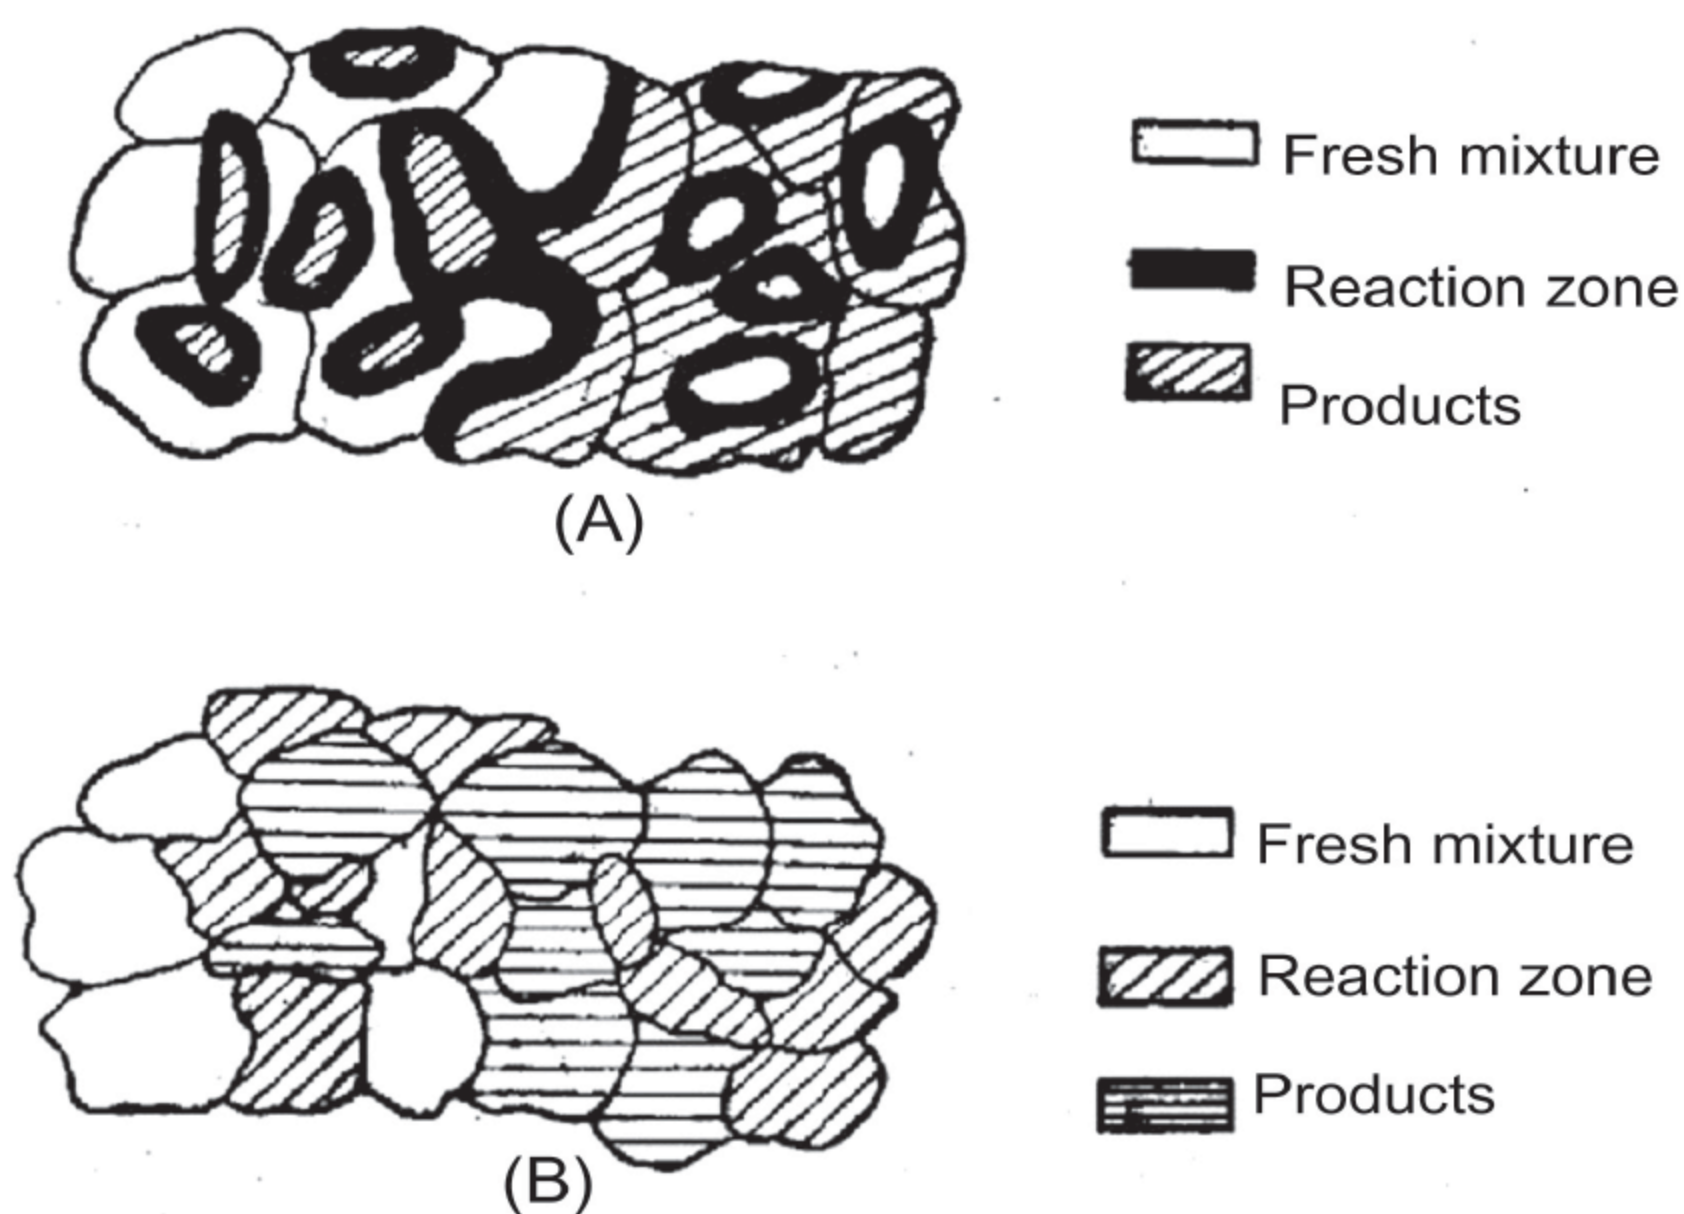 Fresh mixture
Reaction zone
Products
(A)
Fresh mixture
Reaction zone
Products
(B)